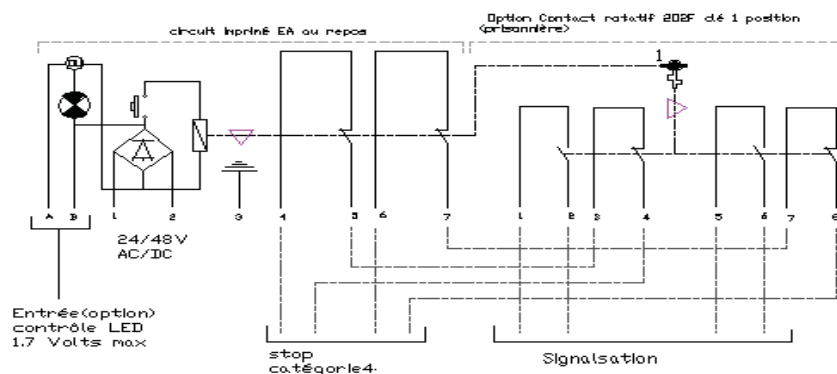 circuit imprimé EA au repos
Option Contact rotatif 202F clé 1 position
(prisonnière)
1
A B 1 2 3 4 5 6 7 1 2 3 4 5 6 7 8
24/48V
AC/DC
Entrée(option)
contrôle LED
1.7 Volts max
stop
catégorie4.
Signalsation